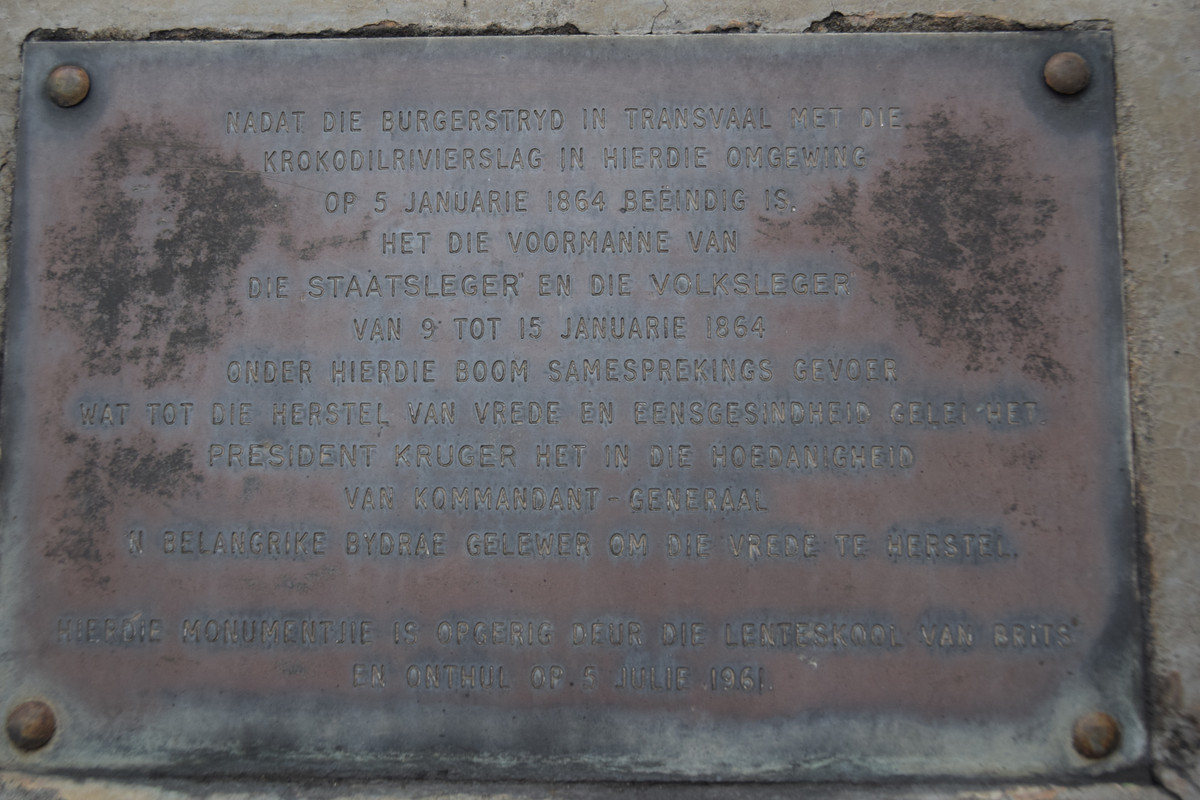 NADAT DIE BURGERSTRYD IN TRANSVAAL MET DIE
KROKODILRIVIERSLAG IN HIERDIE OMGEWING
OP 5 JANUARIE 1864 BEËINDIG IS.
HET DIE VOORMANNE VAN
DIE STAATSLEGER EN DIE VOLKSLEGER
VAN 9 TOT 15 JANUARIE 1864
ONDER HIERDIE BOOM SAMESPREKINGS GEVOER
WAT TOT DIE HERSTEL VAN VREDE EN EENSGESINDHEID GELEI HET.
PRESIDENT KRUGER HET IN DIE HOEDANIGHEID
VAN KOMMANDANT-GENERAAL
'N BELANGRIKE BYDRAE GELEWER OM DIE VREDE TE HERSTEL.
HIERDIE MONUMENTJIE IS OPGERIG DEUR DIE LENTESKOOL VAN BRITS
EN ONTHUL OP 5 JULIE 1961.